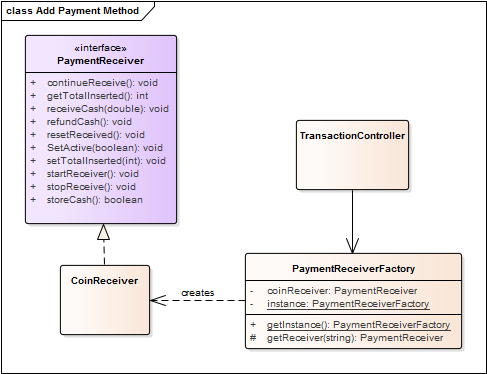 class Add Payment Method
«interface»
PaymentReceiver
+ continueReceive(): void
+ getTotalInserted(): int
+ receiveCash(double): void
+ refundCash(): void
+ resetReceived(): void
+ SetActive(boolean): void
+ setTotalInserted(int): void
+ startReceiver(): void
+ stopReceive(): void
+ storeCash(): boolean
TransactionController
CoinReceiver
creates
PaymentReceiverFactory
- coinReceiver: PaymentReceiver
- instance: PaymentReceiverFactory
+ getInstance(): PaymentReceiverFactory
# getReceiver(string): PaymentReceiver